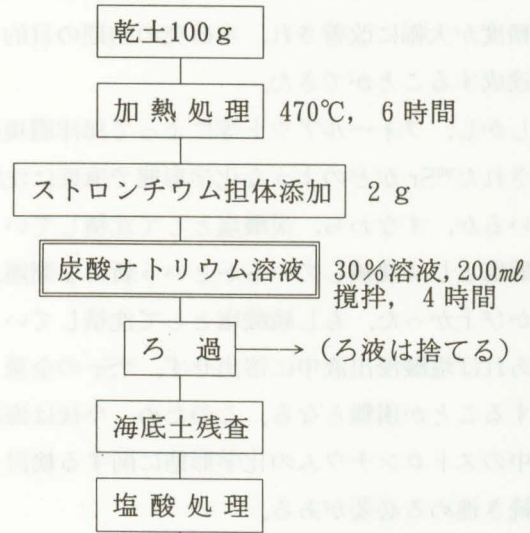 乾土100g
加熱処理 470℃, 6時間
ストロンチウム担体添加 2g
炭酸ナトリウム溶液 30%溶液, 200ml
攪拌, 4時間
ろ過 → (ろ液は捨てる)
海底土残査
塩酸処理